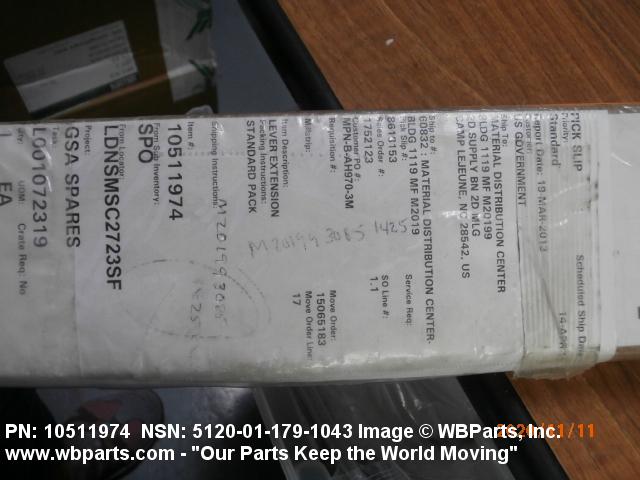 PICK SLIP
Priority: Scheduled Ship Date
Standard
Report Date: 19-MAR-2013
Customer:
US GOVERNMENT
Ship To:
MATERIAL DISTRIBUTION CENTER
BLDG 1119 MF M20199
2D SUPPLY BN 2D MLG
CAMP LEJEUNE, NC 28542, US
Ship to #:
: MATERIAL DISTRIBUTION CENTER-
BLDG 1119 MF M2019
Pick Slip #: Service Req:
Sales Order #: SO Line #:
1752123 1.1
Customer PO #:
MPN-B-AH970-3M
Requisition #: Move Order:
15065183
Multiship: Move Order Line:
17
1425
M20199 3085
Item Description:
LEVER EXTENSION
Packing Instructions:
STANDARD PACK
Shipping Instructions:
M20199 3085
Item #:
10511974
From Sub Inventory:
SPO
From Locator:
LDNSMSC2723SF
Project:
GSA SPARES
Task:
L001072319
Qty: UOM: Crate Req: No
1 EA
PN: 10511974 NSN: 5120-01-179-1043 Image © WBParts, Inc.
www.wbparts.com - "Our Parts Keep the World Moving"